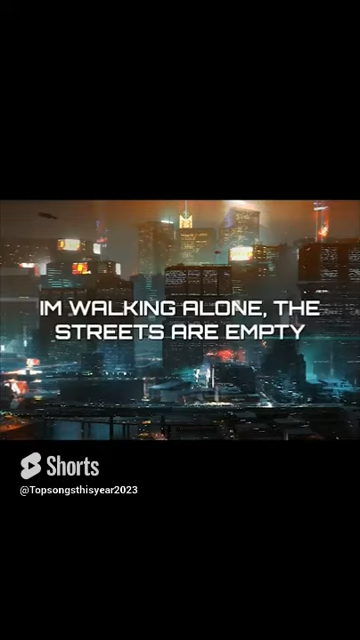 IM WALKING ALONE, THE
STREETS ARE EMPTY
Shorts
@Topsongsthisyear2023